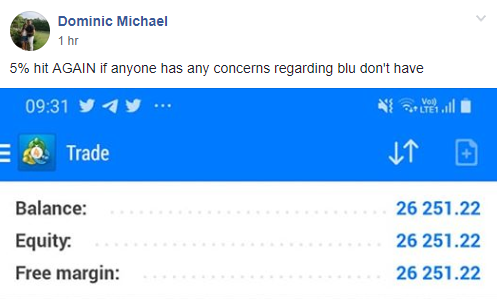 Dominic Michael
1 hr
5% hit AGAIN if anyone has any concerns regarding blu don't have
09:31
Vo))
LTE1
Trade
Balance: 26 251.22
Equity: 26 251.22
Free margin: 26 251.22